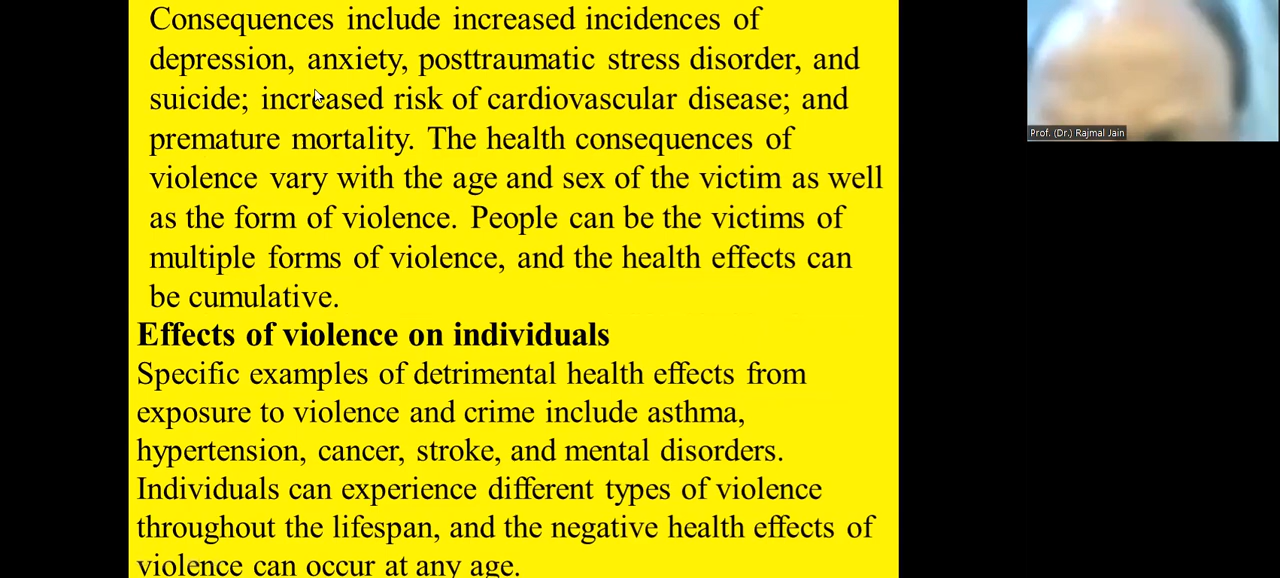 Consequences include increased incidences of
depression, anxiety, posttraumatic stress disorder, and
suicide; increased risk of cardiovascular disease; and
premature mortality. The health consequences of
violence vary with the age and sex of the victim as well
as the form of violence. People can be the victims of
multiple forms of violence, and the health effects can
be cumulative.
Effects of violence on individuals
Specific examples of detrimental health effects from
exposure to violence and crime include asthma,
hypertension, cancer, stroke, and mental disorders.
Individuals can experience different types of violence
throughout the lifespan, and the negative health effects of
violence can occur at any age.
Prof. (Dr.) Rajmal Jain